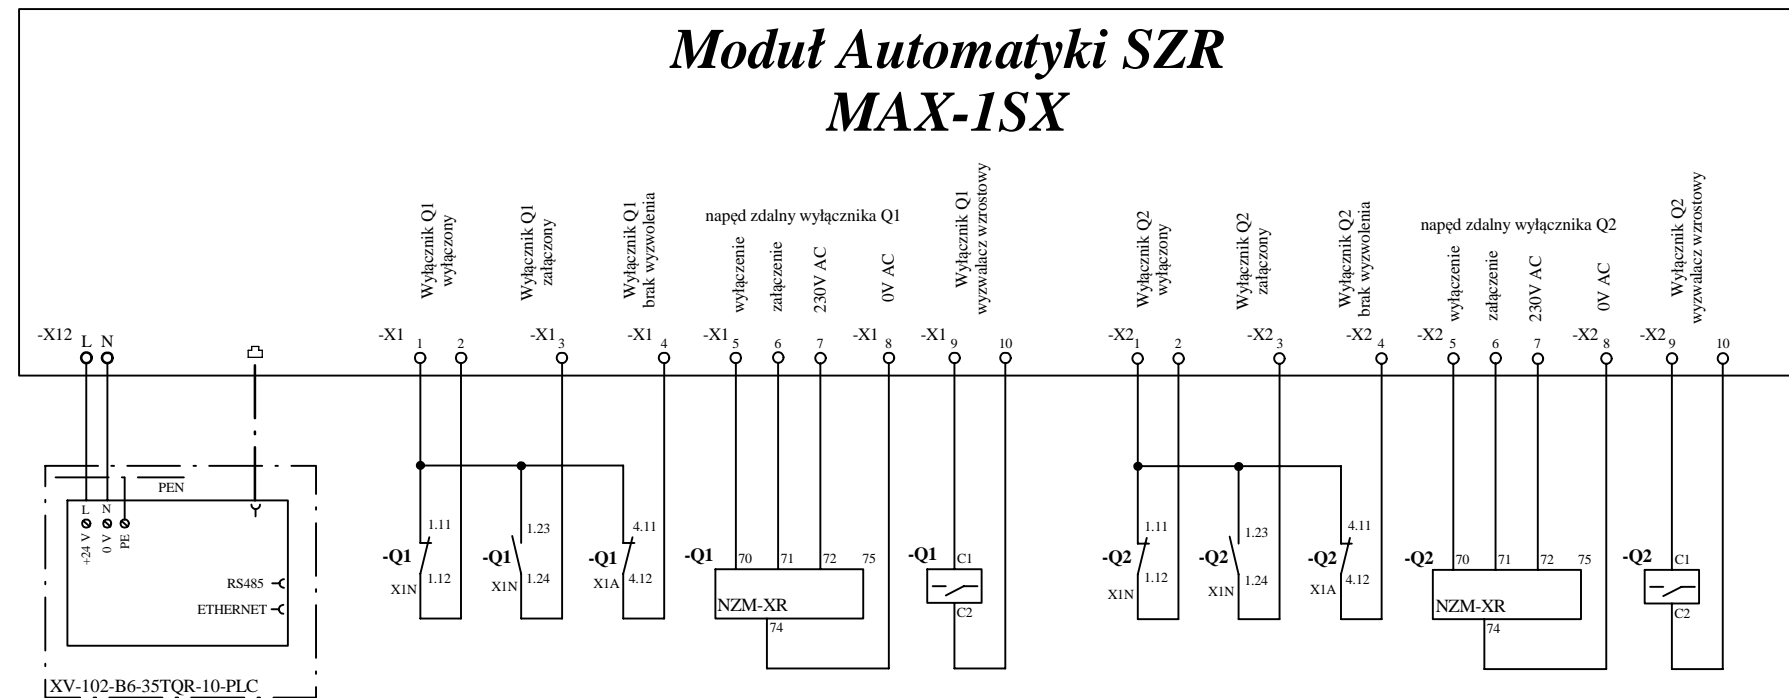 Moduł Automatyki SZR
MAX-1SX
Wyłącznik Q1
wyłączony
Wyłącznik Q1
załączony
Wyłącznik Q1
brak wyzwolenia
napęd zdalny wyłącznika Q1
wyłączenie
załączenie
230V AC
0V AC
Wyłącznik Q1
wyzwalacz wzrostowy
Wyłącznik Q2
wyłączony
Wyłącznik Q2
załączony
Wyłącznik Q2
brak wyzwolenia
napęd zdalny wyłącznika Q2
wyłączenie
załączenie
230V AC
0V AC
Wyłącznik Q2
wyzwalacz wzrostowy
-X12 L N
-X1 1 2
-X1 3
-X1 4
-X1 5 6 7
-X1 8
-X1 9 10
-X2 1 2
-X2 3
-X2 4
-X2 5 6 7
-X2 8
-X2 9 10
PEN
L N
+24 V
0 V
PE
RS485
ETHERNET
XV-102-B6-35TQR-10-PLC
1.11
-Q1
1.12
X1N
1.23
-Q1
1.24
X1N
4.11
-Q1
4.12
X1A
-Q1 70 71 72 75
NZM-XR
74
-Q1 C1
C2
1.11
-Q2
1.12
X1N
1.23
-Q2
1.24
X1N
4.11
-Q2
4.12
X1A
-Q2 70 71 72 75
NZM-XR
74
-Q2 C1
C2